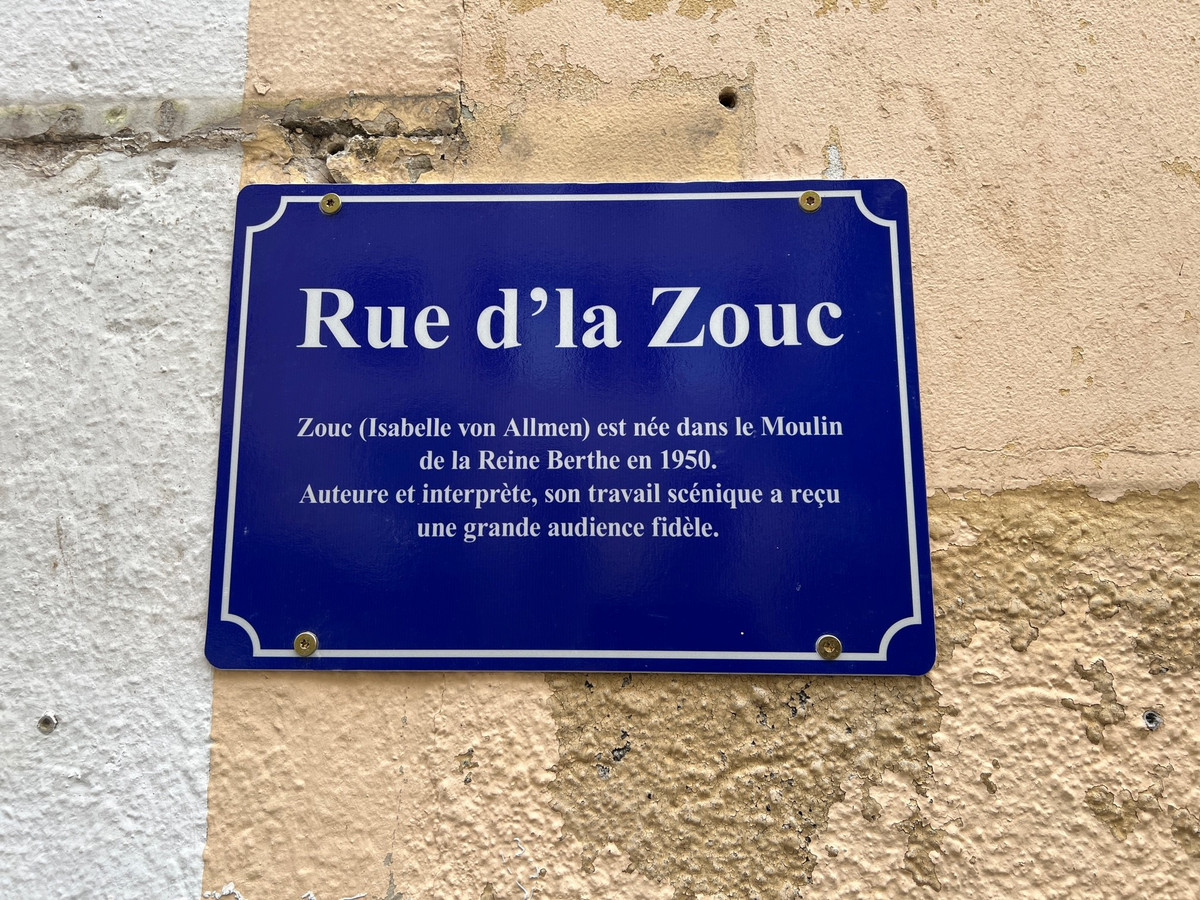 Rue d’la Zouc
Zouc (Isabelle von Allmen) est née dans le Moulin
de la Reine Berthe en 1950.
Auteure et interprète, son travail scénique a reçu
une grande audience fidèle.